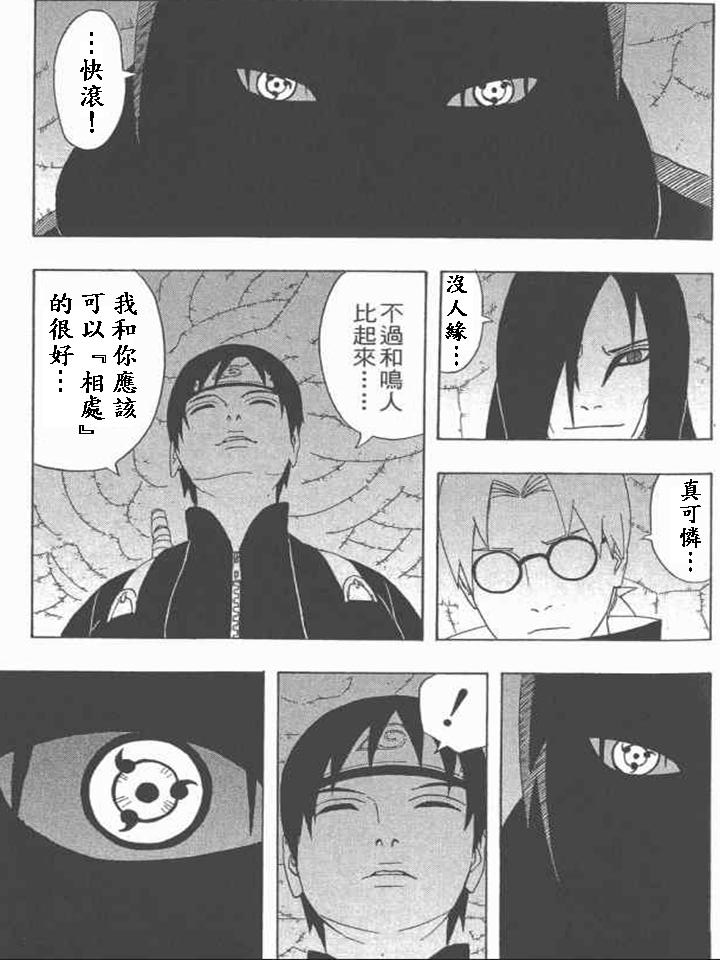 …快滾！
沒人緣…
真可憐…
不過和鳴人
比起來……
我和你應該
可以『相處』
的很好…
！